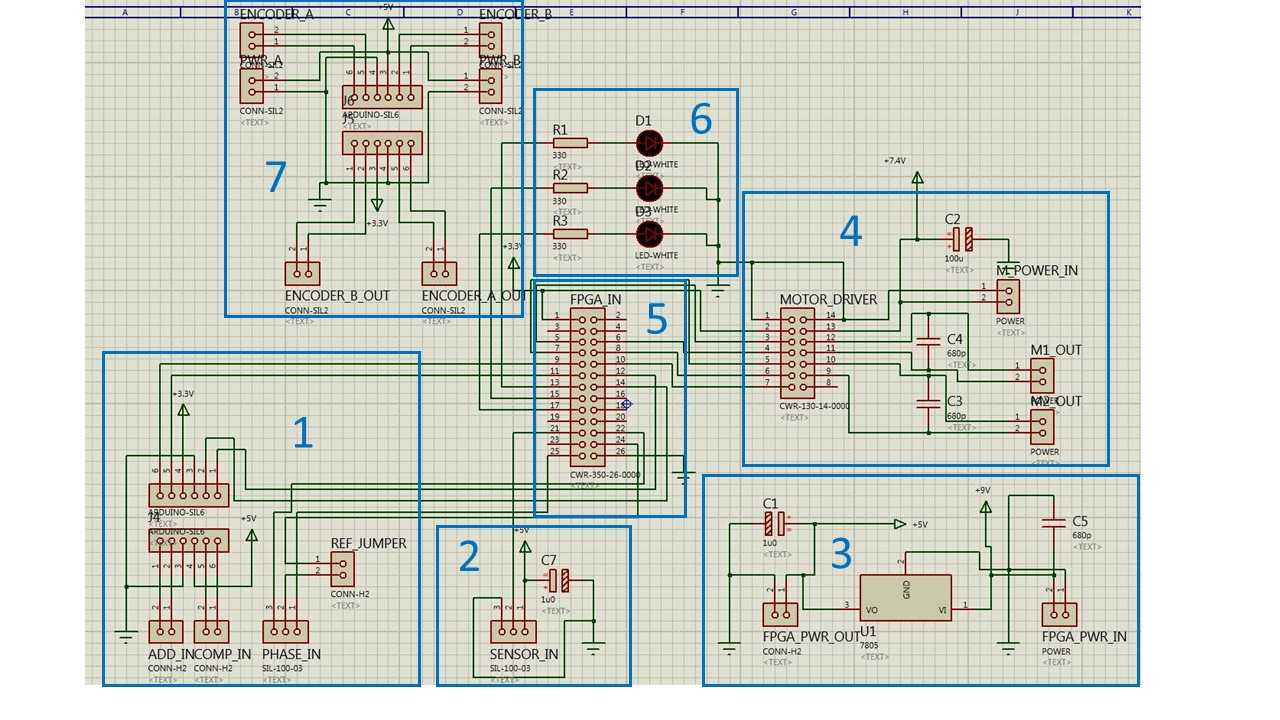 A B C D E F G H J K
ENCODER_A
2
1
CONN-SIL2
PWR_A
2
1
CONN-SIL2
<TEXT>
+5V
ENCODER_B
1
2
CONN-SIL2
PWR_B
1
2
CONN-SIL2
<TEXT>
6 5 4 3 2 1
J6
ARDUINO-SIL6
<TEXT>
J5
1 2 3 4 5 6
7
+3.3V
2 1
ENCODER_B_OUT
CONN-SIL2
<TEXT>
2 1
ENCODER_A_OUT
CONN-SIL2
<TEXT>
6
R1
330
<TEXT>
D1
LED-WHITE
R2
330
<TEXT>
D2
LED-WHITE
R3
330
<TEXT>
D3
LED-WHITE
<TEXT>
+3.3V
5
FPGA_IN
1 2
3 4
5 6
7 8
9 10
11 12
13 14
15 16
17 18
19 20
21 22
23 24
25 26
CWR-350-26-0000
<TEXT>
+7.4V
4
C2
100u
<TEXT>
M_POWER_IN
1
2
POWER
<TEXT>
MOTOR_DRIVER
1 14
2 13
3 12
4 11
5 10
6 9
7 8
CWR-130-14-0000
<TEXT>
C4
680p
<TEXT>
M1_OUT
1
2
POWER
C3
680p
<TEXT>
M2_OUT
1
2
POWER
<TEXT>
1
+3.3V
6 5 4 3 2 1
ARDUINO-SIL6
<TEXT>
J4
ARDUINO-SIL6
<TEXT>
+5V
1 2 3 4 5 6
REF_JUMPER
1
2
CONN-H2
<TEXT>
2 1
ADD_IN
CONN-H2
<TEXT>
2 1
COMP_IN
CONN-H2
<TEXT>
3 2 1
PHASE_IN
SIL-100-03
<TEXT>
2
+5V
C7
1u0
<TEXT>
3 2 1
SENSOR_IN
SIL-100-03
<TEXT>
3
C1
1u0
<TEXT>
+5V
+9V
C5
680p
<TEXT>
2 1
FPGA_PWR_OUT
CONN-H2
<TEXT>
2
GND
3 VO VI 1
U1
7805
<TEXT>
2 1
FPGA_PWR_IN
POWER
<TEXT>